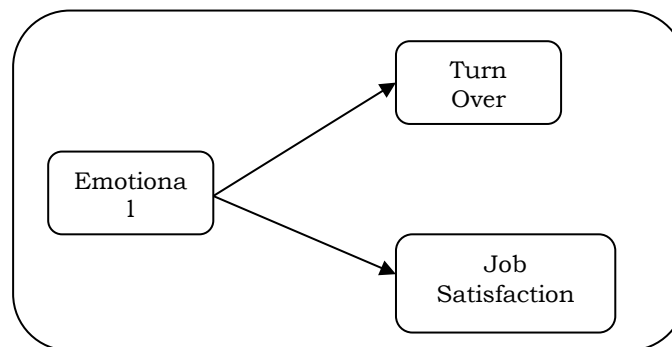 Turn
Over
Emotiona
l
Job
Satisfaction